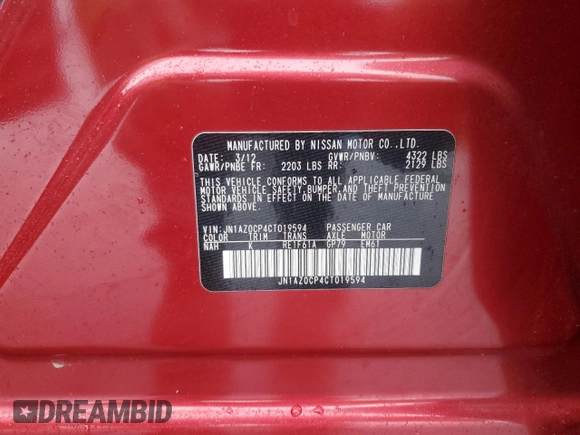 MANUFACTURED BY NISSAN MOTOR CO.,LTD.
DATE: 3/12 GVWR/PNBV: 4322 LBS
GAWR/PNBE FR: 2203 LBS RR: 2129 LBS
THIS VEHICLE CONFORMS TO ALL APPLICABLE FEDERAL
MOTOR VEHICLE SAFETY,BUMPER,AND THEFT PREVENTION
STANDARDS IN EFFECT ON THE DATE OF MANUFACTURE
SHOWN ABOVE.
VIN: JN1AZ0CP4CT019594 PASSENGER CAR
COLOR TRIM TRANS AXLE MOTOR
NAH K RE1F61A GP79 EM61
JN1AZ0CP4CT019594
DREAMBID